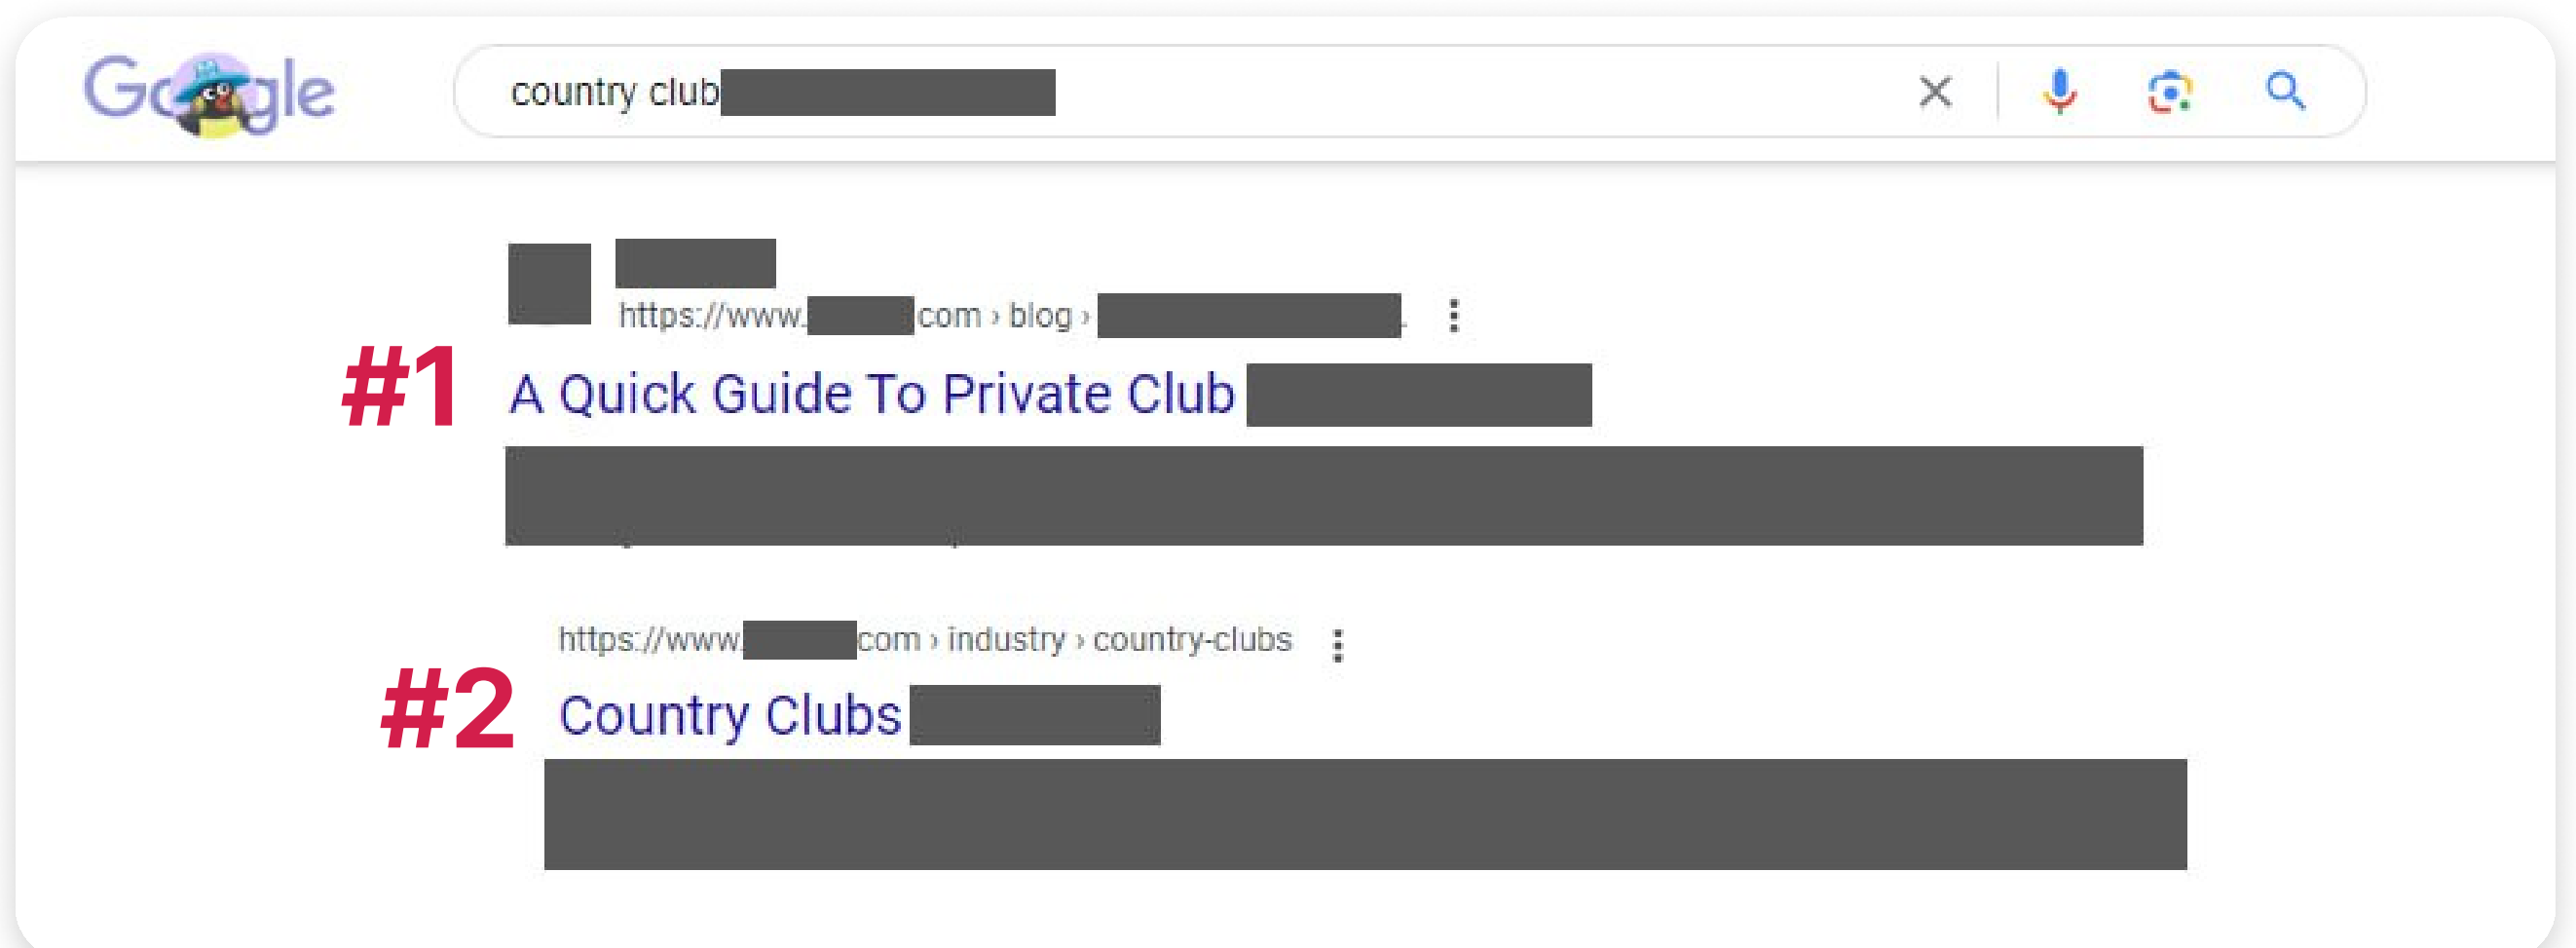 Google
country club
https://www. com › blog ›
#1
A Quick Guide To Private Club
https://www. com › industry › country-clubs
#2
Country Clubs